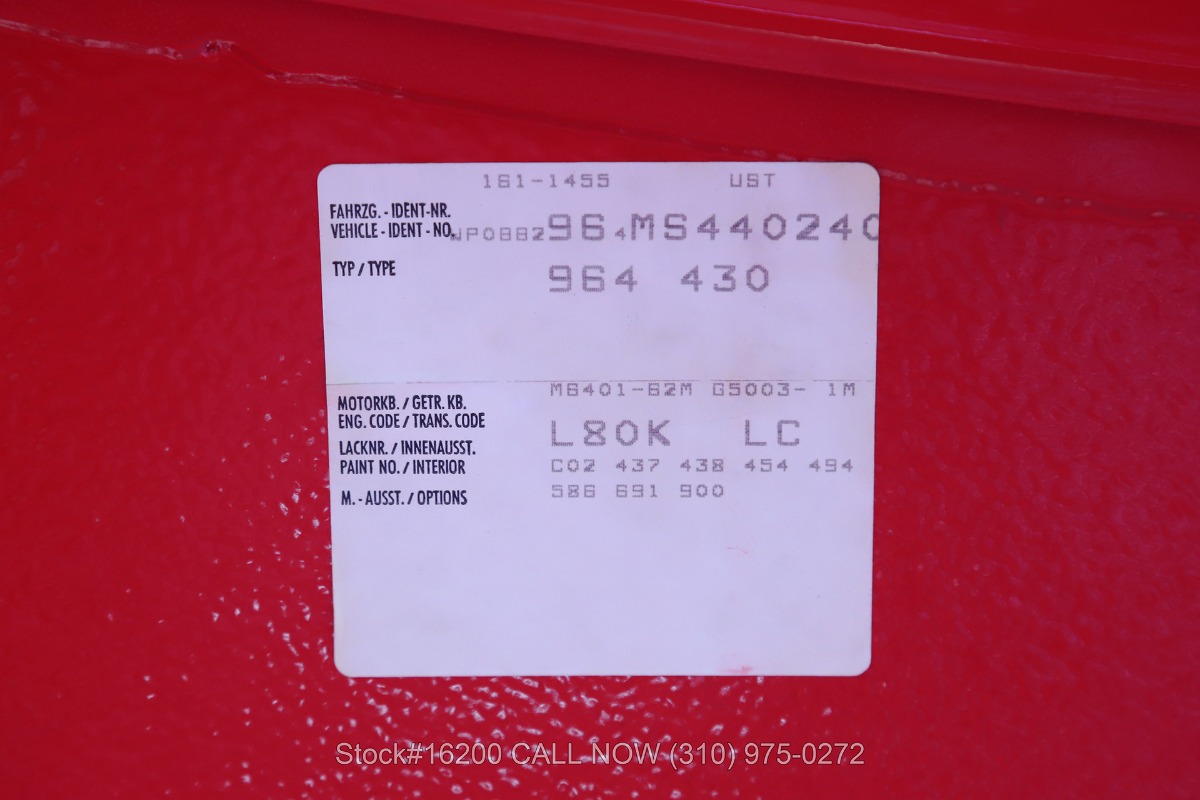 161-1455 UST
FAHRZG. - IDENT-NR.
VEHICLE - IDENT - NO. WP0BB2964MS440240
TYP / TYPE 964 430
M6401-62M G5003- 1M
MOTORKB. / GETR. KB.
ENG. CODE / TRANS. CODE
L80K LC
LACKNR. / INNENAUSST.
PAINT NO. / INTERIOR C02 437 438 454 494
M. - AUSST. / OPTIONS 586 691 900
Stock#16200 CALL NOW (310) 975-0272